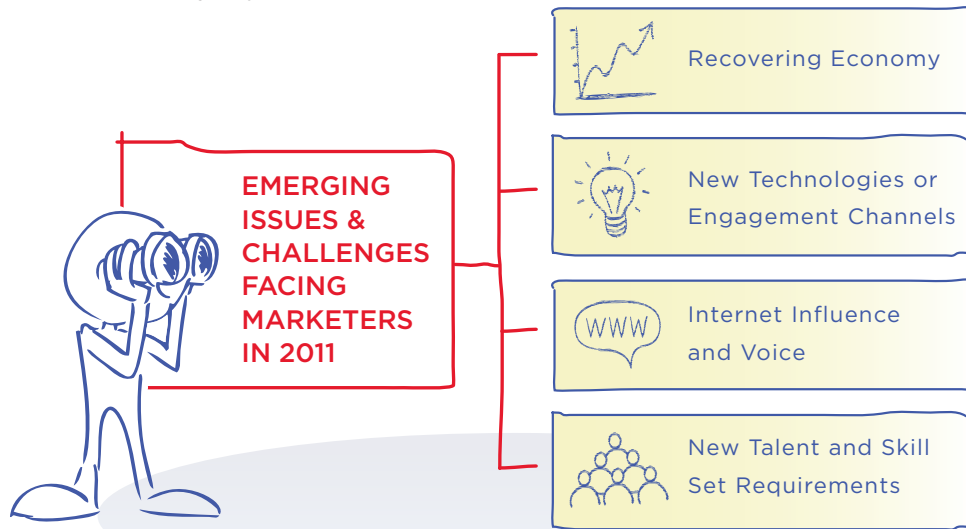 EMERGING
ISSUES &
CHALLENGES
FACING
MARKETERS
IN 2011
Recovering Economy
New Technologies or
Engagement Channels
WWW
Internet Influence
and Voice
New Talent and Skill
Set Requirements